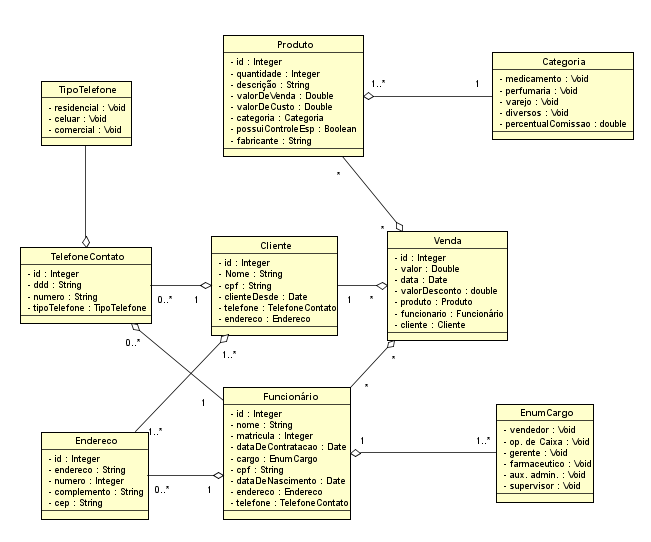 Produto
- id : Integer
- quantidade : Integer
- descrição : String
- valorDeVenda : Double
- valorDeCusto : Double
- categoria : Categoria
- possuiControleEsp : Boolean
- fabricante : String
1..*
1
Categoria
- medicamento : Void
- perfumaria : Void
- varejo : Void
- diversos : Void
- percentualComissao : double
TipoTelefone
- residencial : Void
- celuar : Void
- comercial : Void
*
*
TelefoneContato
- id : Integer
- ddd : String
- numero : String
- tipoTelefone : TipoTelefone
0..*
1
0..*
Cliente
- id : Integer
- Nome : String
- cpf : String
- clienteDesde : Date
- telefone : TelefoneContato
- endereco : Endereco
1
*
1..*
Venda
- id : Integer
- valor : Double
- data : Date
- valorDesconto : double
- produto : Produto
- funcionario : Funcionário
- cliente : Cliente
*
*
1
1..*
Endereco
- id : Integer
- endereco : String
- numero : Integer
- complemento : String
- cep : String
0..*
1
Funcionário
- id : Integer
- nome : String
- matricula : Integer
- dataDeContratacao : Date
- cargo : EnumCargo
- cpf : String
- dataDeNascimento : Date
- endereco : Endereco
- telefone : TelefoneContato
1
1..*
EnumCargo
- vendedor : Void
- op. de Caixa : Void
- gerente : Void
- farmaceutico : Void
- aux. admin. : Void
- supervisor : Void